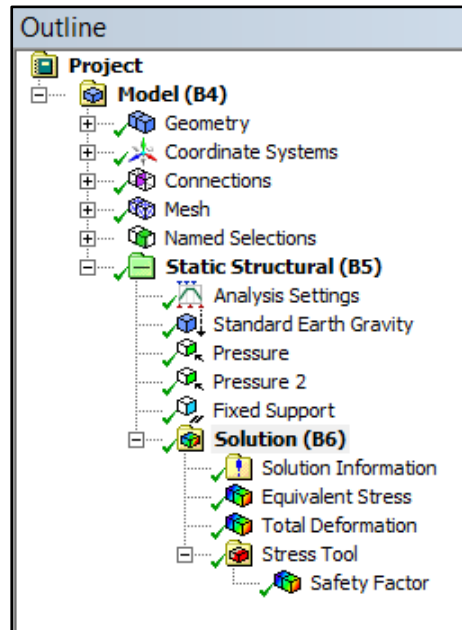 Outline
Project
Model (B4)
Geometry
Coordinate Systems
Connections
Mesh
Named Selections
Static Structural (B5)
Analysis Settings
Standard Earth Gravity
Pressure
Pressure 2
Fixed Support
Solution (B6)
Solution Information
Equivalent Stress
Total Deformation
Stress Tool
Safety Factor